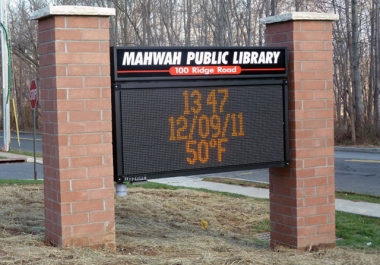 MAHWAH PUBLIC LIBRARY
100 Ridge Road
13 47
12/09/11
50°F